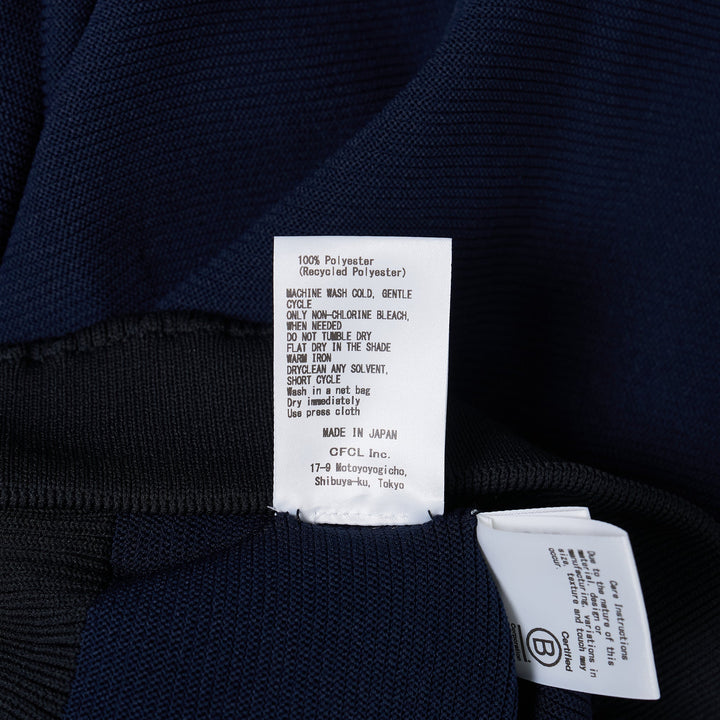 100% Polyester
(Recycled Polyester)
MACHINE WASH COLD, GENTLE
CYCLE
ONLY NON-CHLORINE BLEACH,
WHEN NEEDED
DO NOT TUMBLE DRY
FLAT DRY IN THE SHADE
WARM IRON
DRYCLEAN ANY SOLVENT,
SHORT CYCLE
Wash in a net bag
Dry immediately
Use press cloth
MADE IN JAPAN
CFCL Inc.
17-9 Motoyoyogicho,
Shibuya-ku, Tokyo
Care Instructions
Due to the nature of this
material, design or
manufacturing, variations in
size, texture and touch may
occur.
Certified
B
Corporation